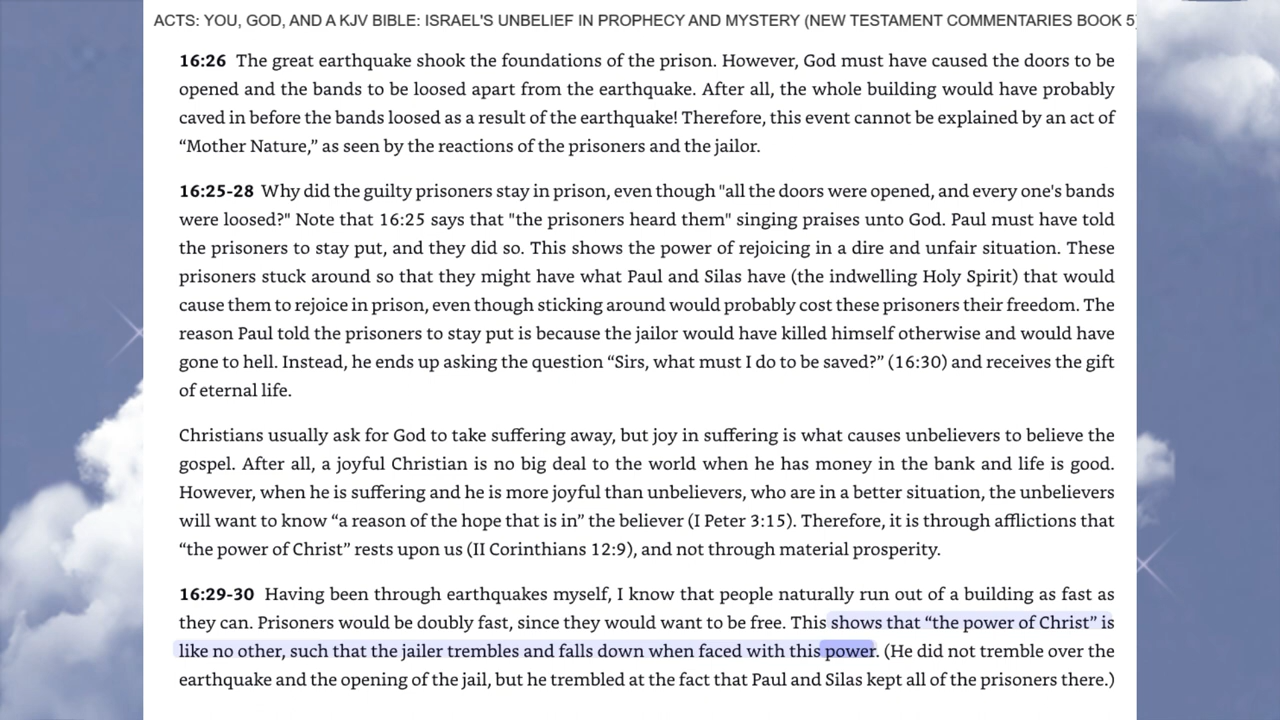 ACTS: YOU, GOD, AND A KJV BIBLE: ISRAEL'S UNBELIEF IN PROPHECY AND MYSTERY (NEW TESTAMENT COMMENTARIES BOOK 5)
16:26 The great earthquake shook the foundations of the prison. However, God must have caused the doors to be
opened and the bands to be loosed apart from the earthquake. After all, the whole building would have probably
caved in before the bands loosed as a result of the earthquake! Therefore, this event cannot be explained by an act of
“Mother Nature,” as seen by the reactions of the prisoners and the jailor.
16:25-28 Why did the guilty prisoners stay in prison, even though "all the doors were opened, and every one's bands
were loosed?" Note that 16:25 says that "the prisoners heard them" singing praises unto God. Paul must have told
the prisoners to stay put, and they did so. This shows the power of rejoicing in a dire and unfair situation. These
prisoners stuck around so that they might have what Paul and Silas have (the indwelling Holy Spirit) that would
cause them to rejoice in prison, even though sticking around would probably cost these prisoners their freedom. The
reason Paul told the prisoners to stay put is because the jailor would have killed himself otherwise and would have
gone to hell. Instead, he ends up asking the question “Sirs, what must I do to be saved?” (16:30) and receives the gift
of eternal life.
Christians usually ask for God to take suffering away, but joy in suffering is what causes unbelievers to believe the
gospel. After all, a joyful Christian is no big deal to the world when he has money in the bank and life is good.
However, when he is suffering and he is more joyful than unbelievers, who are in a better situation, the unbelievers
will want to know “a reason of the hope that is in” the believer (I Peter 3:15). Therefore, it is through afflictions that
“the power of Christ” rests upon us (II Corinthians 12:9), and not through material prosperity.
16:29-30 Having been through earthquakes myself, I know that people naturally run out of a building as fast as
they can. Prisoners would be doubly fast, since they would want to be free. This shows that “the power of Christ” is
like no other, such that the jailer trembles and falls down when faced with this power. (He did not tremble over the
earthquake and the opening of the jail, but he trembled at the fact that Paul and Silas kept all of the prisoners there.)